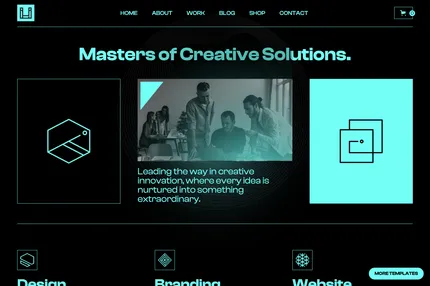 HOME ABOUT WORK BLOG SHOP CONTACT
0
Masters of Creative Solutions.
Leading the way in creative
innovation, where every idea is
nurtured into something
extraordinary.
MORE TEMPLATES
Design Branding Website